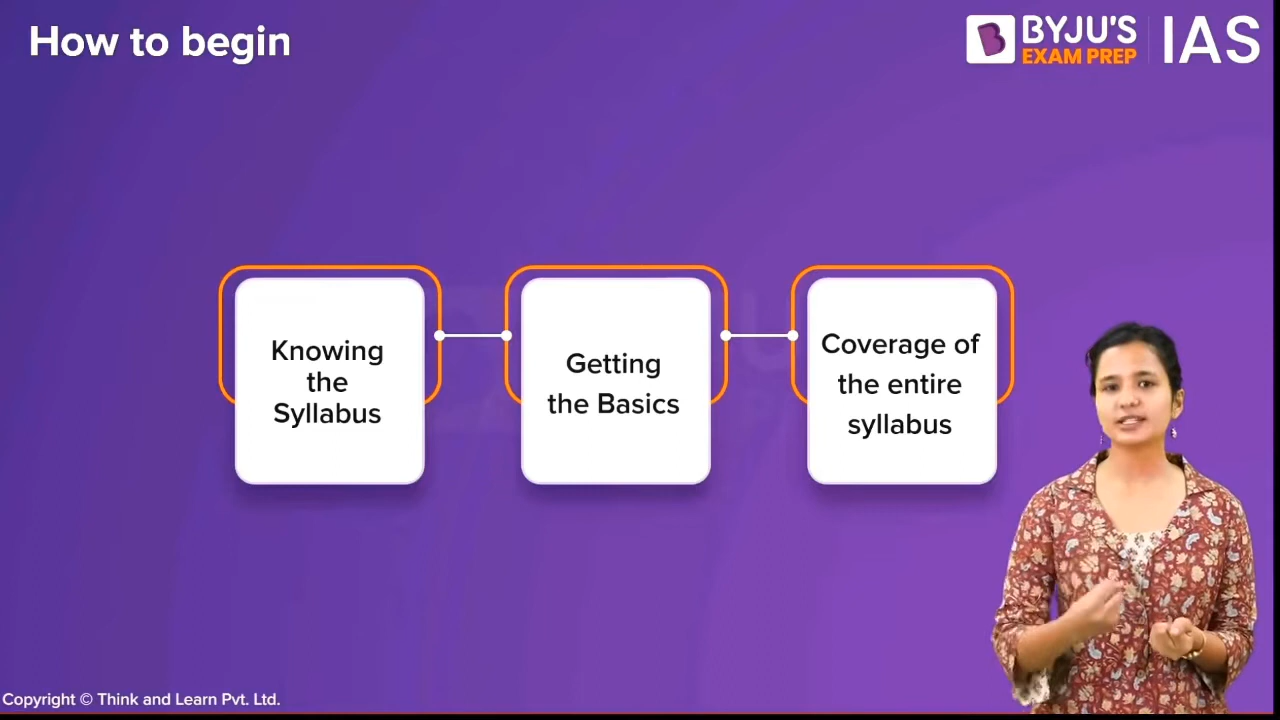 How to begin
BYJU'S
EXAM PREP
IAS
Knowing
the
Syllabus
Getting
the Basics
Coverage of
the entire
syllabus
Copyright © Think and Learn Pvt. Ltd.